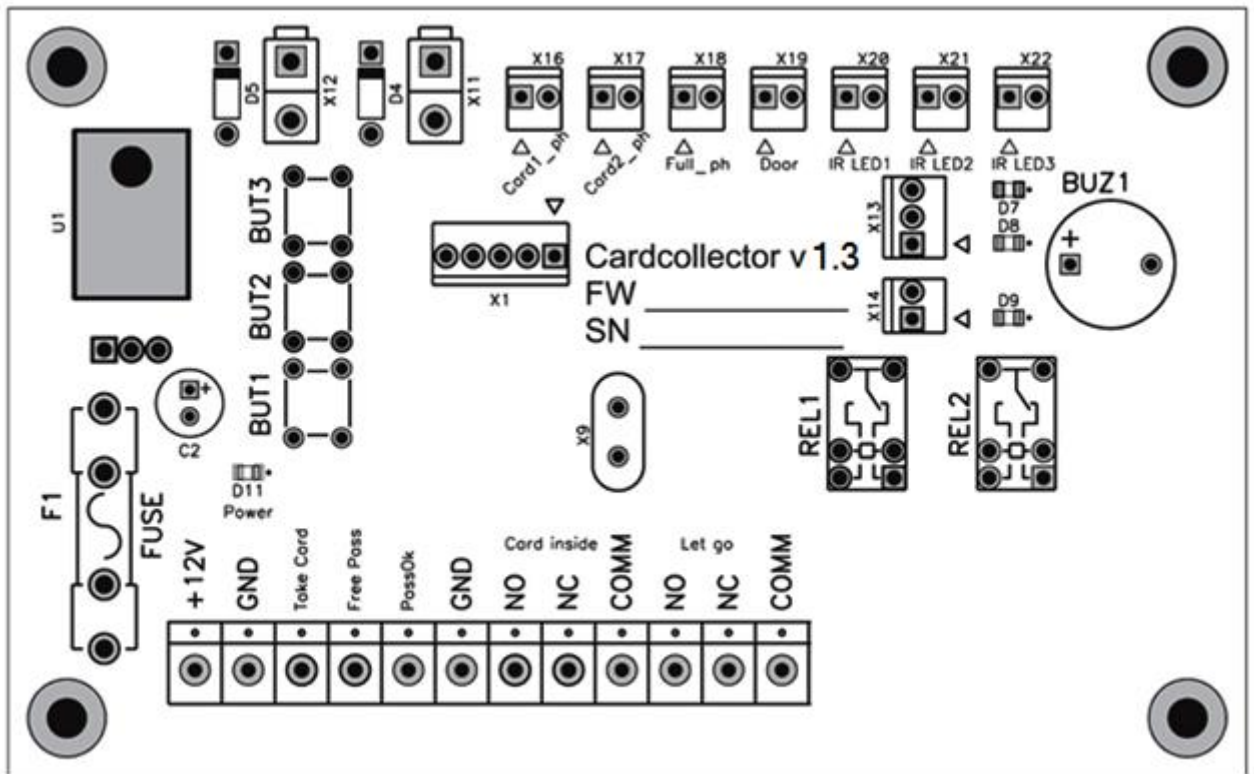 D5
X12
D4
X11
X16
X17
X18
X19
X20
X21
X22
Card1_ph
Card2_ph
Full_ph
Door
IR LED1
IR LED2
IR LED3
U1
BUT3
BUT2
BUT1
X1
Cardcollector v 1.3
FW
SN
X13
X14
D7
D8
D9
BUZ1
+
+
C2
X9
REL1
REL2
F1
FUSE
D11
Power
Card inside
Let go
+12V
GND
Take Card
Free Pass
PassOk
GND
NO
NC
COMM
NO
NC
COMM